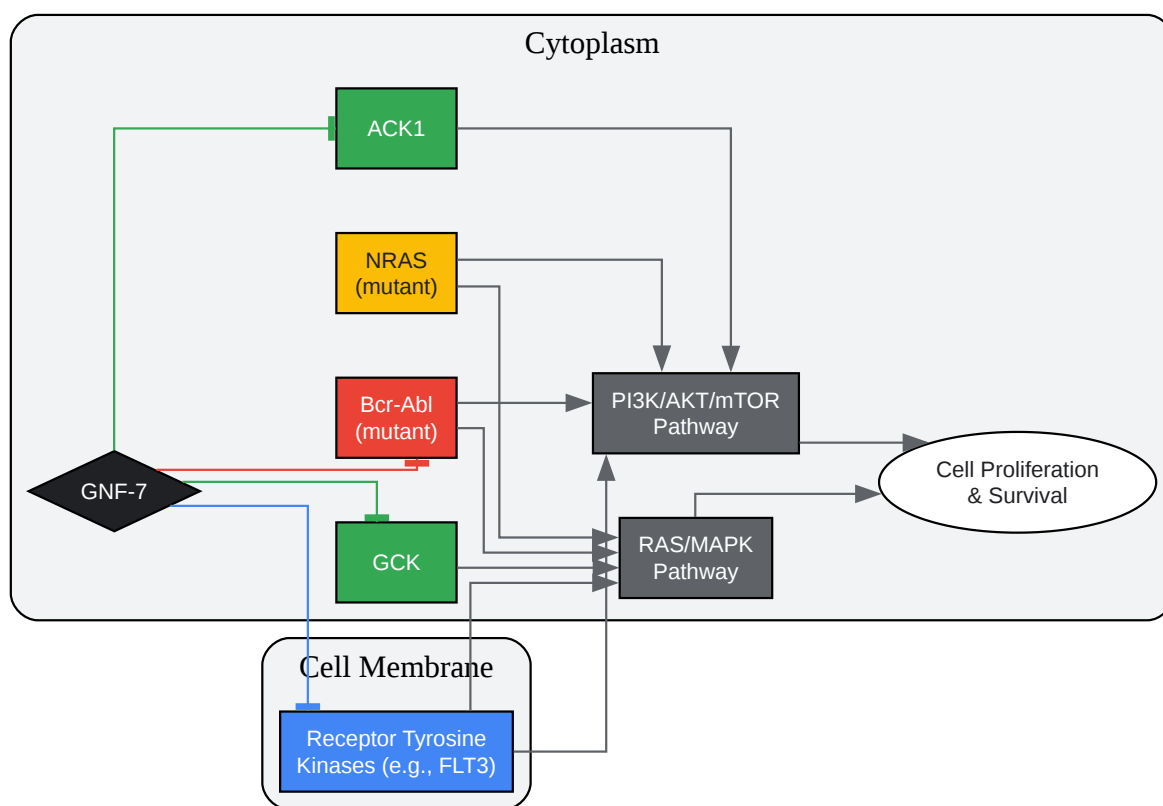 Cytoplasm
ACK1
NRAS
(mutant)
Bcr-Abl
(mutant)
PI3K/AKT/mTOR
Pathway
GNF-7
Cell Proliferation
& Survival
GCK
RAS/MAPK
Pathway
Cell Membrane
Receptor Tyrosine
Kinases (e.g., FLT3)